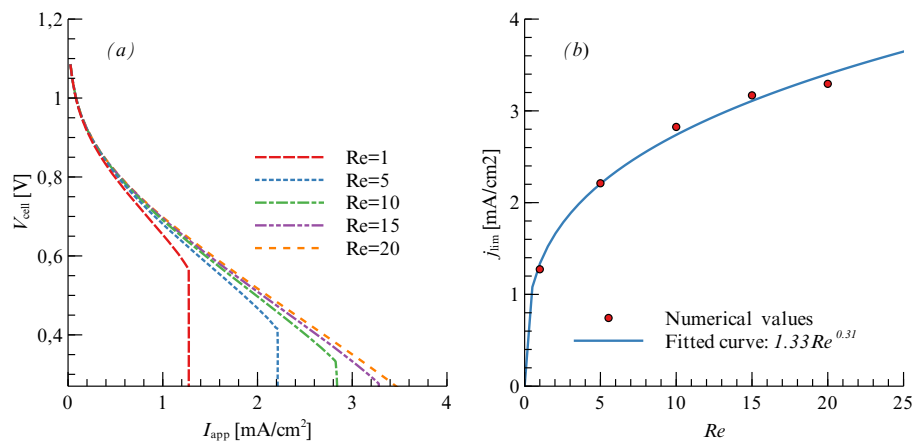 (a)
V_cell [V]
1,2
1
0,8
0,6
0,4
0
1
2
3
4
I_app [mA/cm²]
Re=1
Re=5
Re=10
Re=15
Re=20
(b)
j_lim [mA/cm2]
4
3
2
1
0
0
5
10
15
20
25
Re
Numerical values
Fitted curve: 1.33Re^0.31